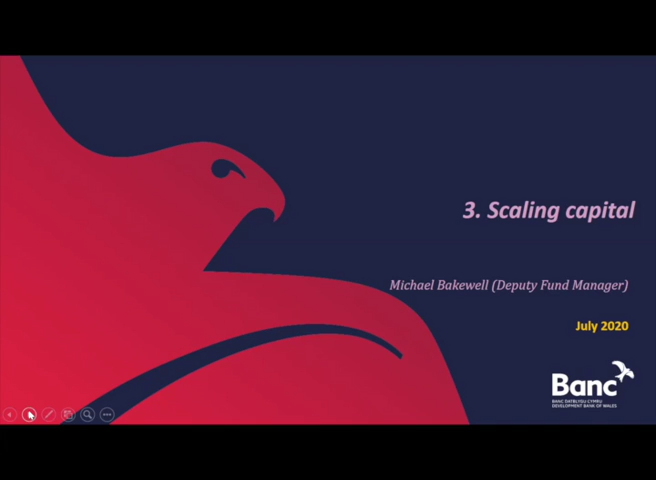 3. Scaling capital
Michael Bakewell (Deputy Fund Manager)
July 2020
Banc
BANC DATBLYGU CYMRU
DEVELOPMENT BANK OF WALES